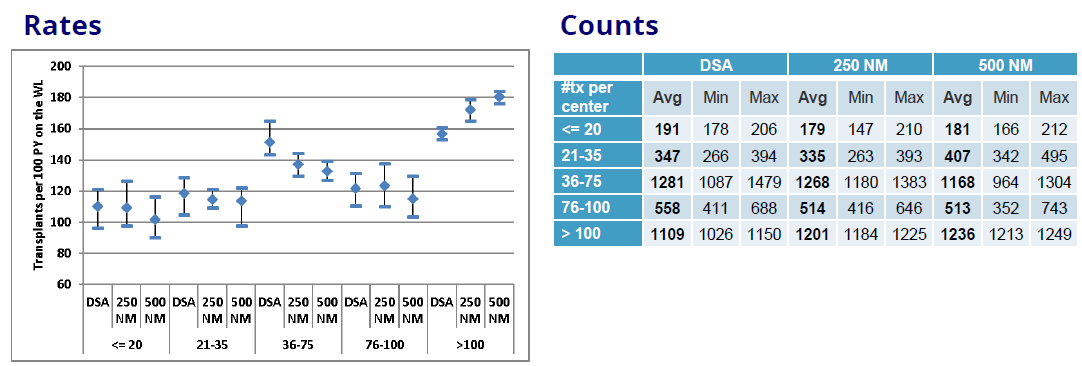 Rates
Counts
Transplants per 100 PY on the WL
200
180
160
140
120
100
80
60
DSA 250 NM 500 NM DSA 250 NM 500 NM DSA 250 NM 500 NM DSA 250 NM 500 NM DSA 250 NM 500 NM
<= 20 21-35 36-75 76-100 >100
DSA 250 NM 500 NM
#tx per center Avg Min Max Avg Min Max Avg Min Max
<= 20 191 178 206 179 147 210 181 166 212
21-35 347 266 394 335 263 393 407 342 495
36-75 1281 1087 1479 1268 1180 1383 1168 964 1304
76-100 558 411 688 514 416 646 513 352 743
> 100 1109 1026 1150 1201 1184 1225 1236 1213 1249